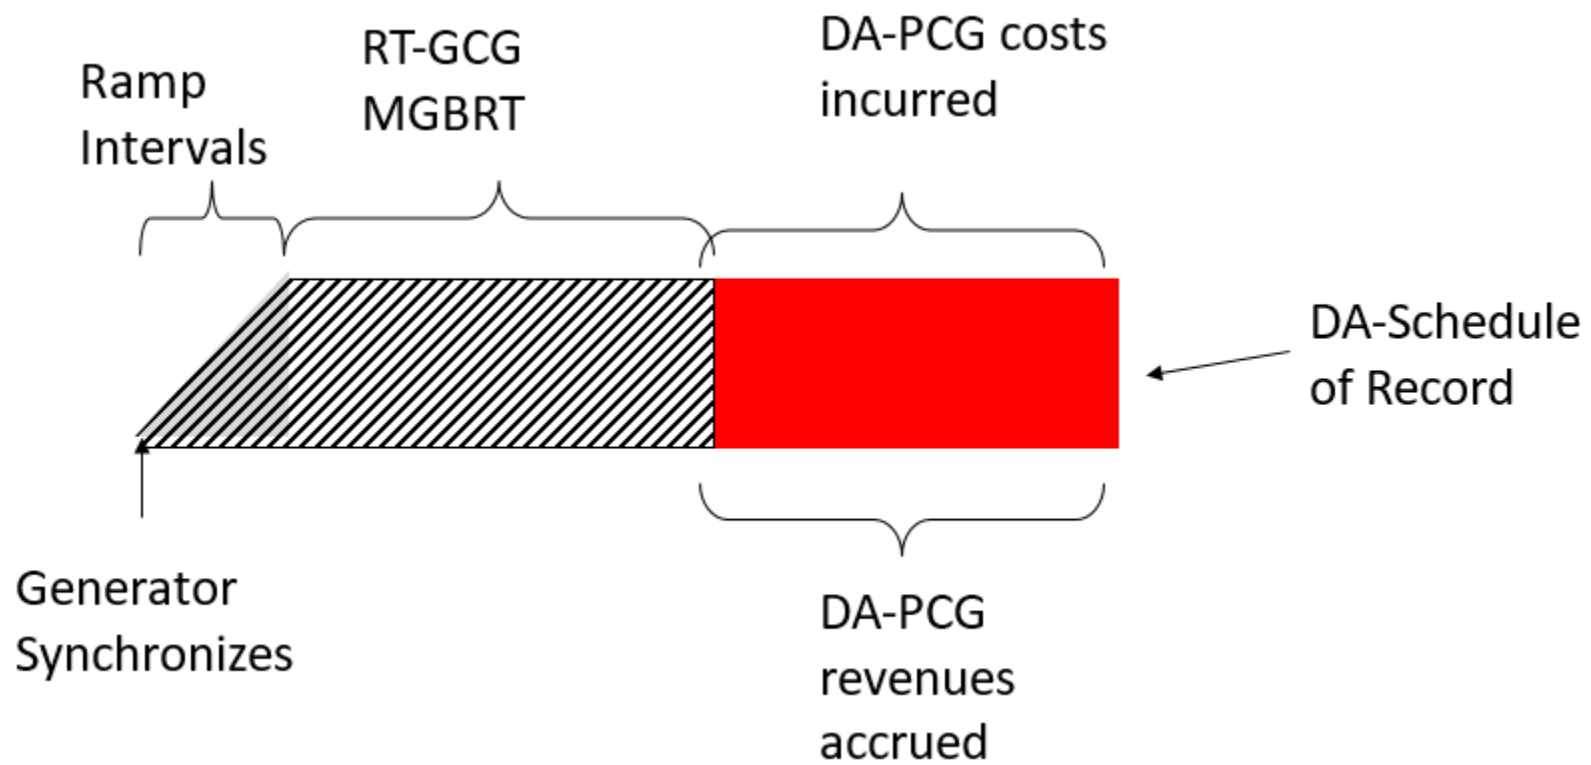 Ramp
Intervals
RT-GCG
MGBRT
DA-PCG costs
incurred
DA-Schedule
of Record
Generator
Synchronizes
DA-PCG
revenues
accrued